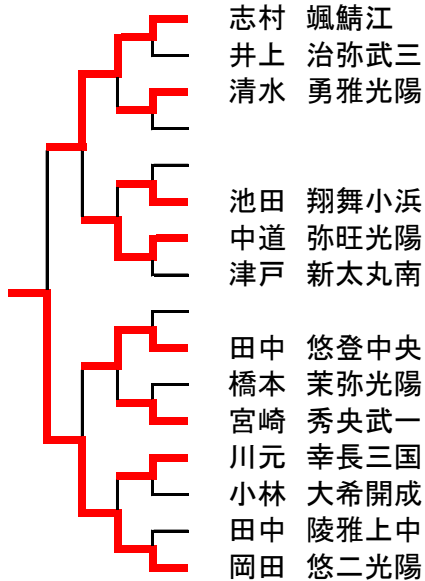 志村 颯鯖江
井上 治弥武三
清水 勇雅光陽
池田 翔舞小浜
中道 弥旺光陽
津戸 新太丸南
田中 悠登中央
橋本 茉弥光陽
宮崎 秀央武一
川元 幸長三国
小林 大希開成
田中 陵雅上中
岡田 悠二光陽